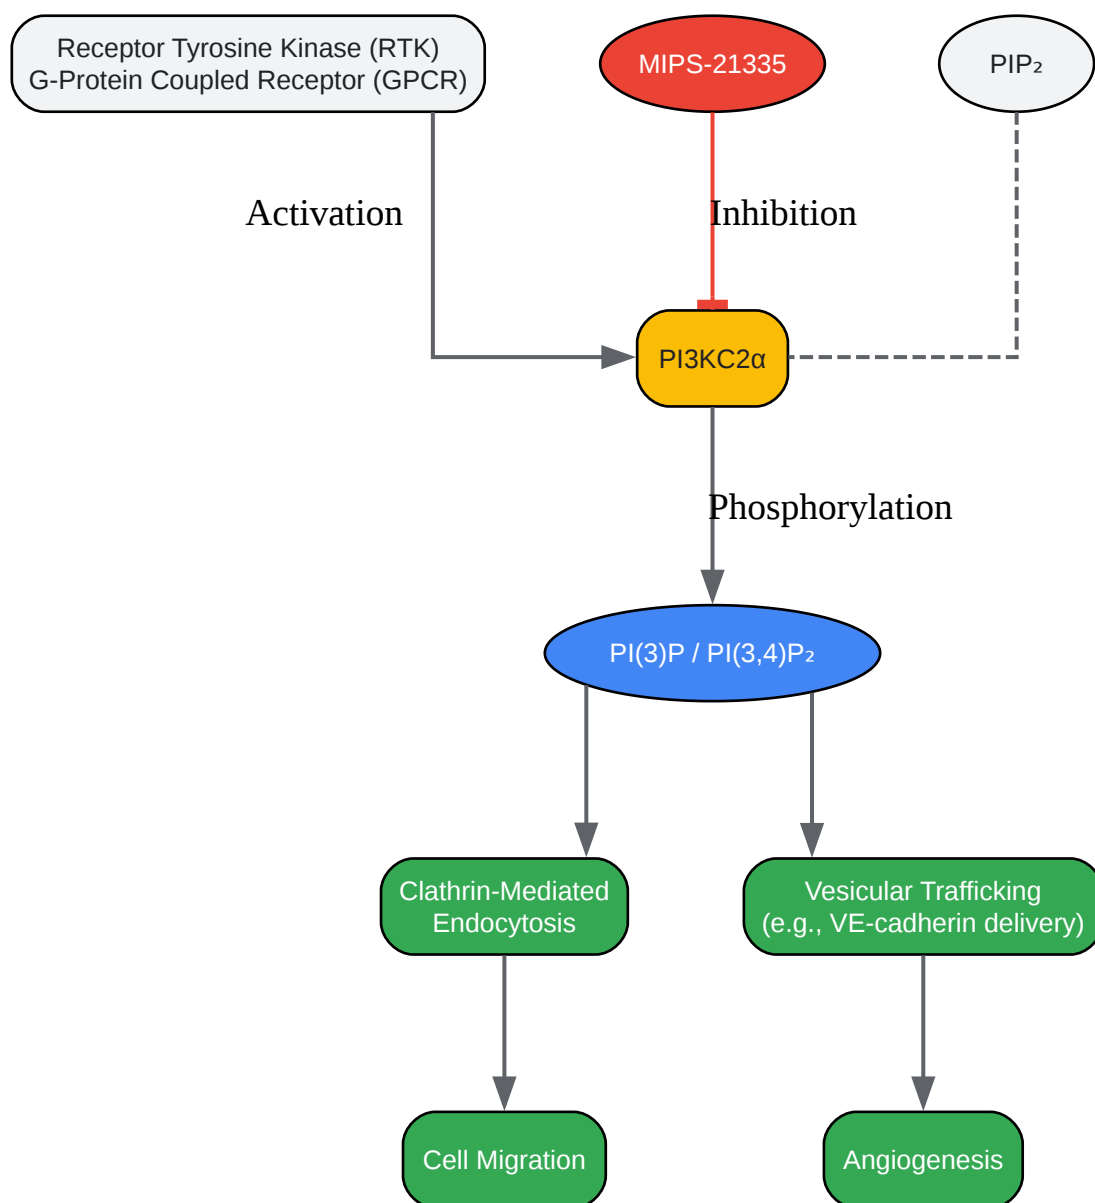 Receptor Tyrosine Kinase (RTK)
G-Protein Coupled Receptor (GPCR)
MIPS-21335
PIP₂
Activation
Inhibition
PI3KC2α
Phosphorylation
PI(3)P / PI(3,4)P₂
Clathrin-Mediated
Endocytosis
Vesicular Trafficking
(e.g., VE-cadherin delivery)
Cell Migration
Angiogenesis